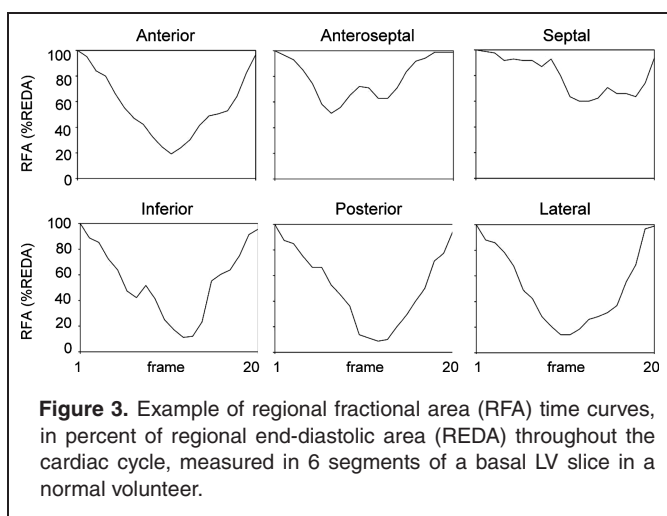 Anterior
Anteroseptal
Septal
RFA (%REDA)
100
80
60
40
20
0
Inferior
Posterior
Lateral
RFA (%REDA)
100
80
60
40
20
0
1 frame 20
1 frame 20
1 frame 20
Figure 3. Example of regional fractional area (RFA) time curves,
in percent of regional end-diastolic area (REDA) throughout the
cardiac cycle, measured in 6 segments of a basal LV slice in a
normal volunteer.